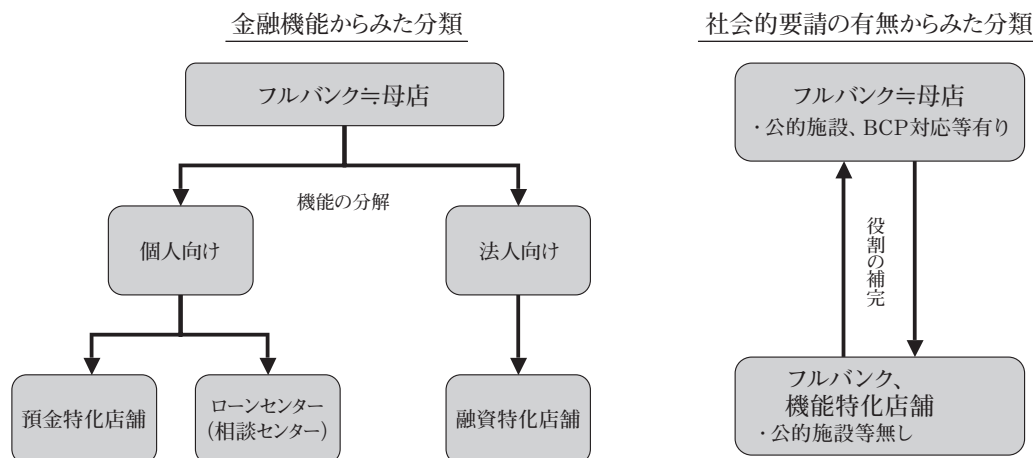 金融機能からみた分類
フルバンク≒母店
機能の分解
個人向け
法人向け
預金特化店舗
ローンセンター
(相談センター)
融資特化店舗
社会的要請の有無からみた分類
フルバンク≒母店
・公的施設、BCP対応等有り
役割の補完
フルバンク、
機能特化店舗
・公的施設等無し